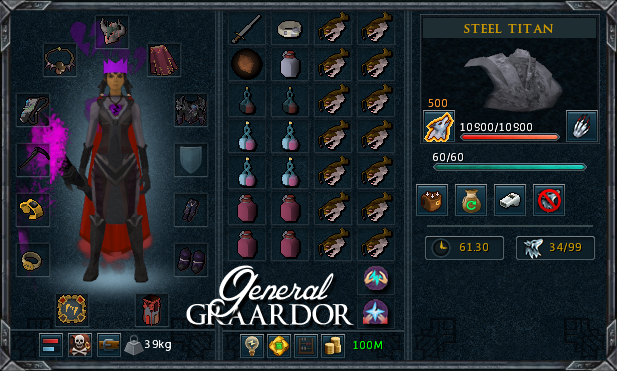 STEEL TITAN
500
10900/10900
60/60
61.30
34/99
General
GRAARDOR
39kg
100M